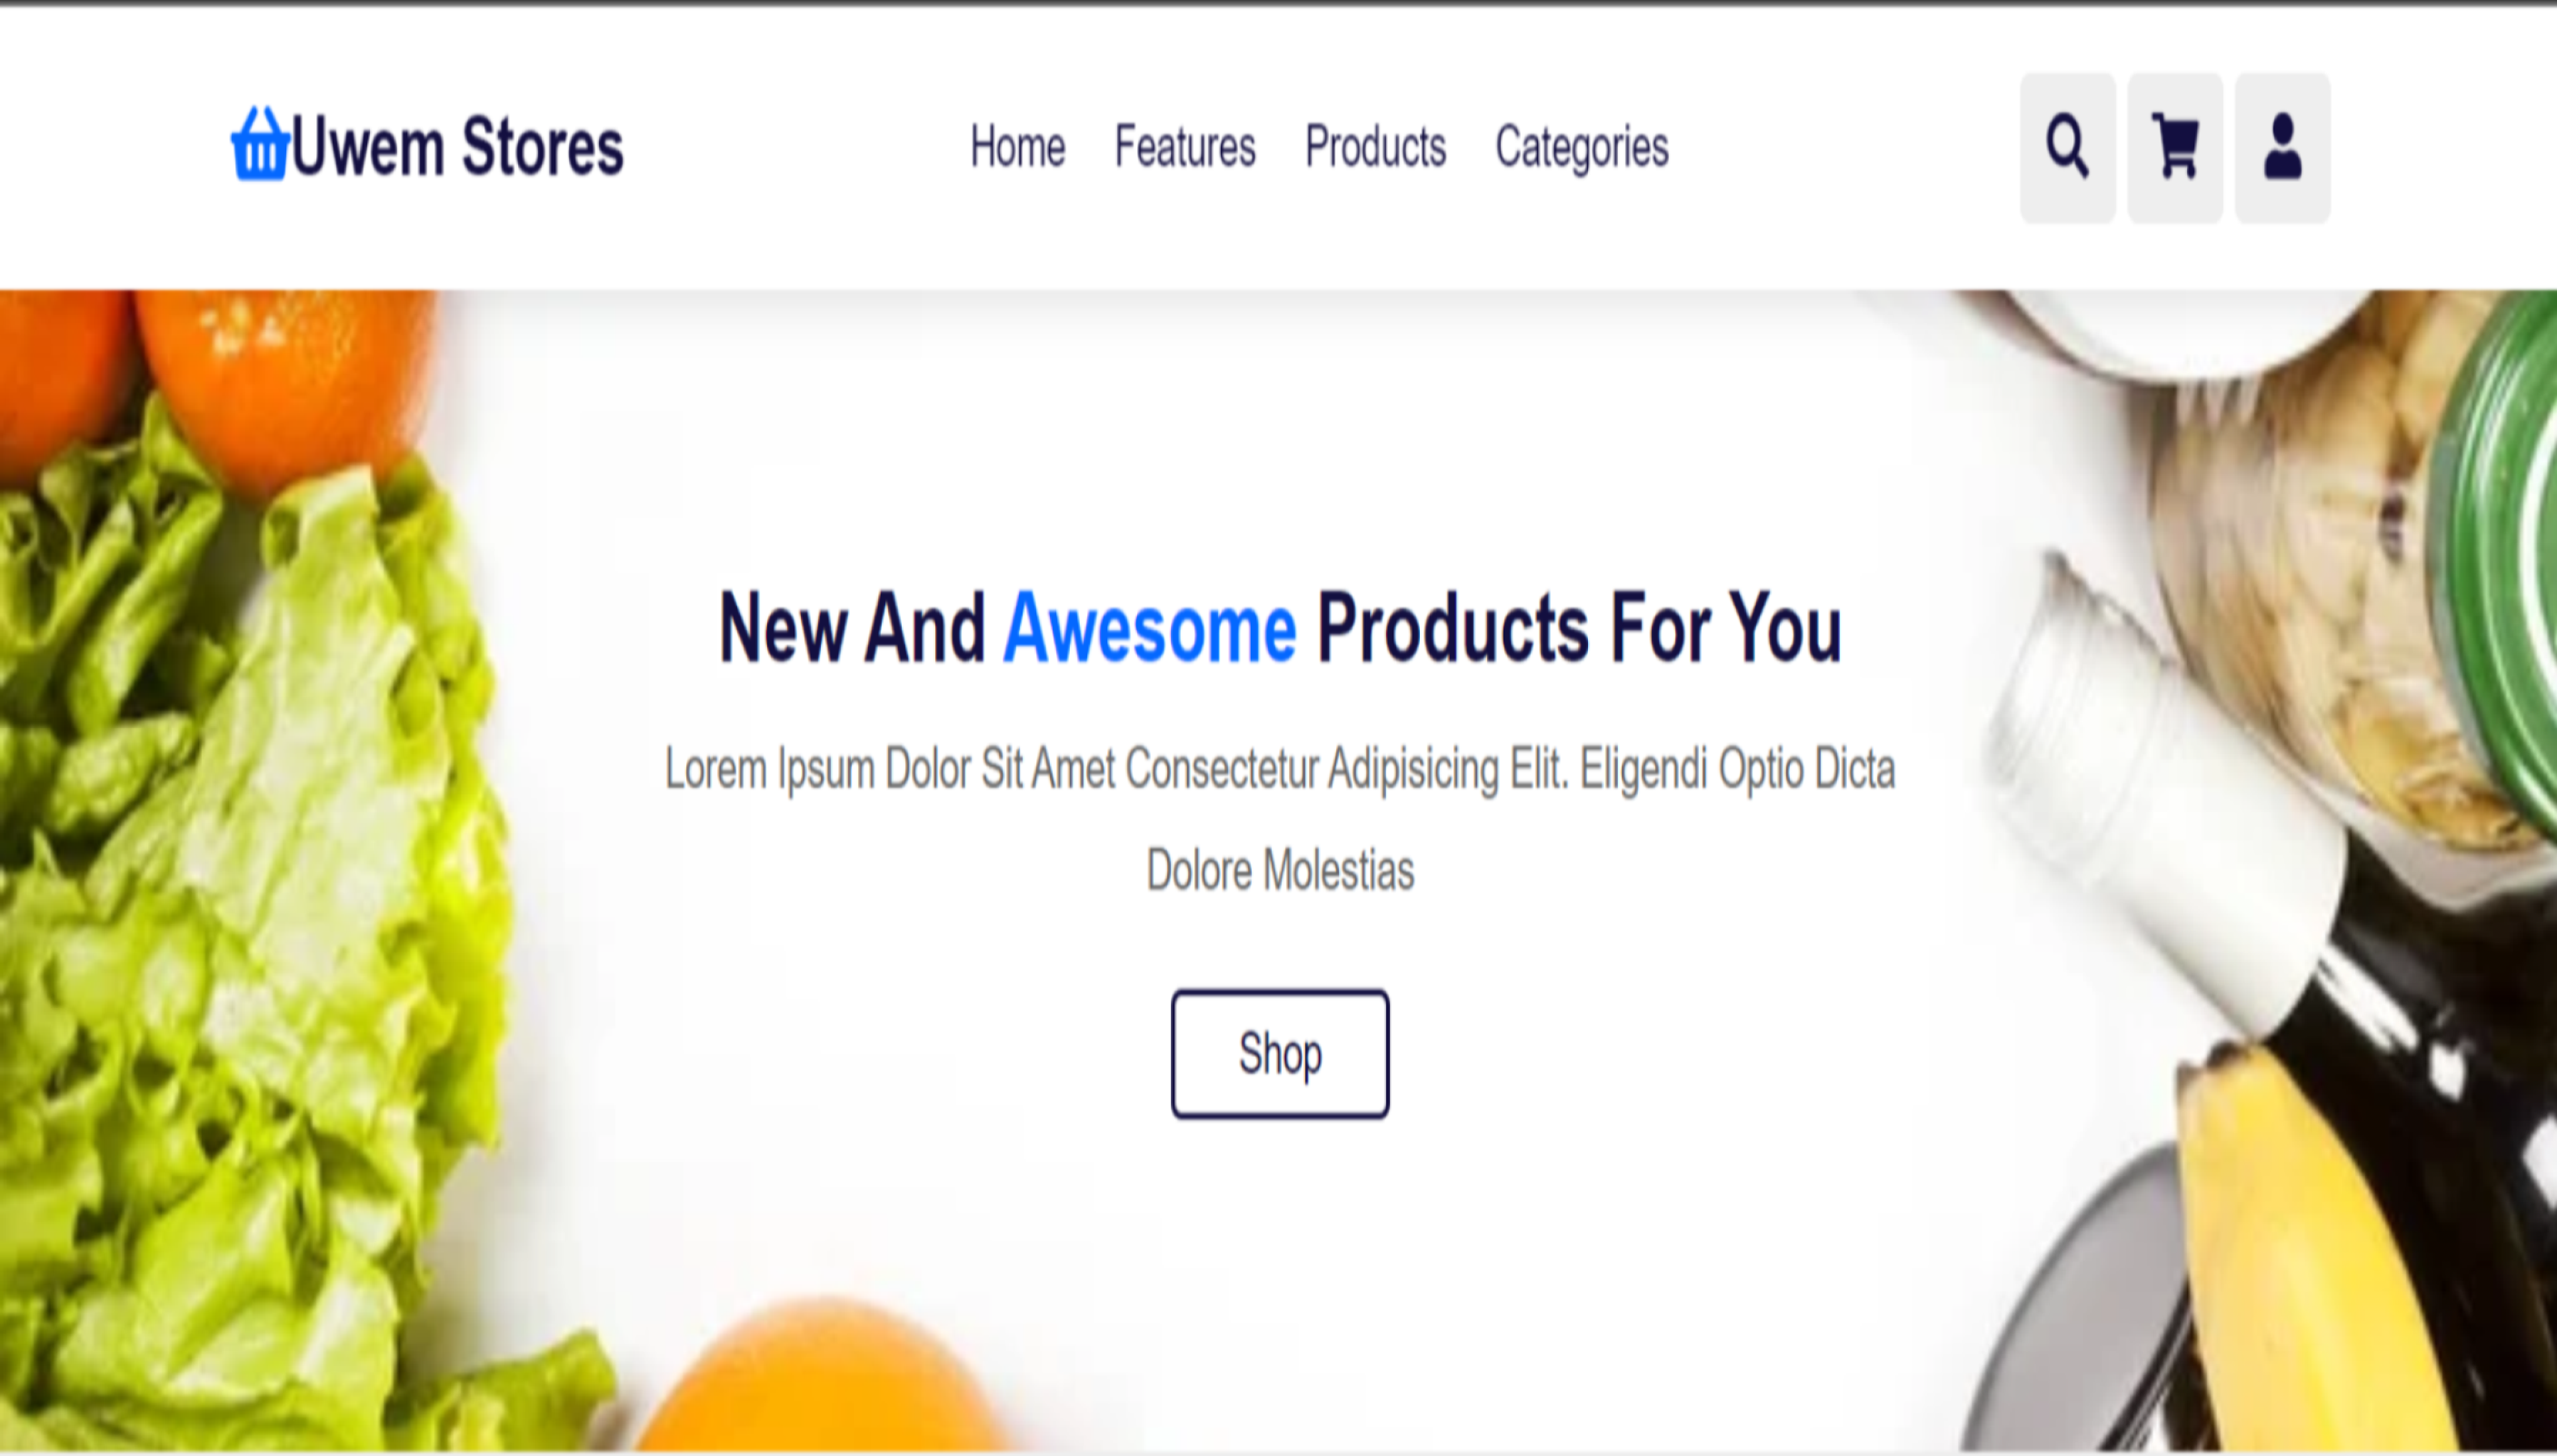 Uwem Stores
Home Features Products Categories
New And Awesome Products For You
Lorem Ipsum Dolor Sit Amet Consectetur Adipisicing Elit. Eligendi Optio Dicta
Dolore Molestias
Shop